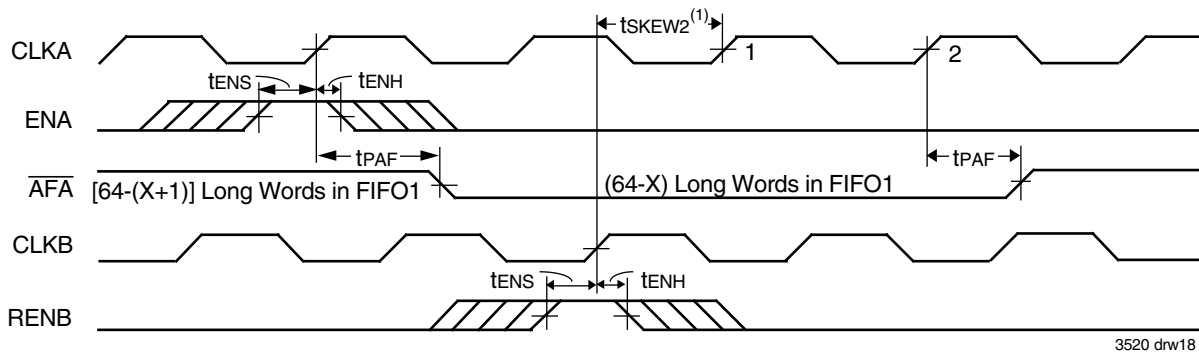 tSKEW2(1)
CLKA 1 2
tENS tENH
ENA
tPAF tPAF
AFA [64-(X+1)] Long Words in FIFO1 (64-X) Long Words in FIFO1
CLKB
tENS tENH
RENB
3520 drw18